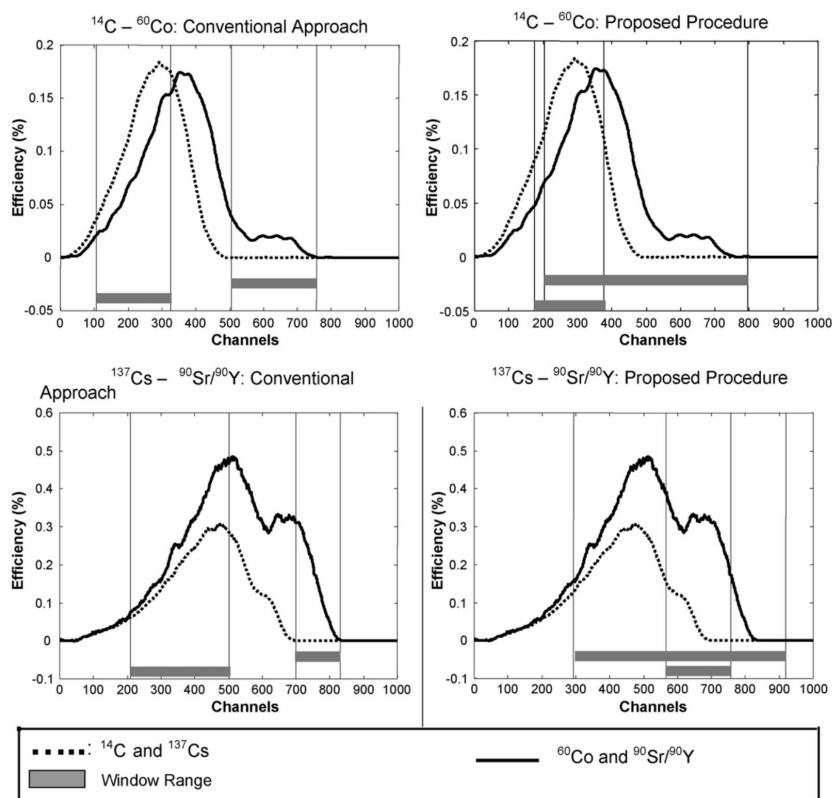 ¹⁴C – ⁶⁰Co: Conventional Approach
0.2
0.15
0.1
0.05
0
-0.05
Efficiency (%)
0 100 200 300 400 500 600 700 800 900 1000
Channels
¹⁴C – ⁶⁰Co: Proposed Procedure
0.2
0.15
0.1
0.05
0
-0.05
Efficiency (%)
0 100 200 300 400 500 600 700 800 900 1000
Channels
¹³⁷Cs – ⁹⁰Sr/⁹⁰Y: Conventional
Approach
0.6
0.5
0.4
0.3
0.2
0.1
0
-0.1
Efficiency (%)
0 100 200 300 400 500 600 700 800 900 1000
Channels
¹³⁷Cs – ⁹⁰Sr/⁹⁰Y: Proposed Procedure
0.6
0.5
0.4
0.3
0.2
0.1
0
-0.1
Efficiency (%)
0 100 200 300 400 500 600 700 800 900 1000
Channels
: ¹⁴C and ¹³⁷Cs
⁶⁰Co and ⁹⁰Sr/⁹⁰Y
Window Range